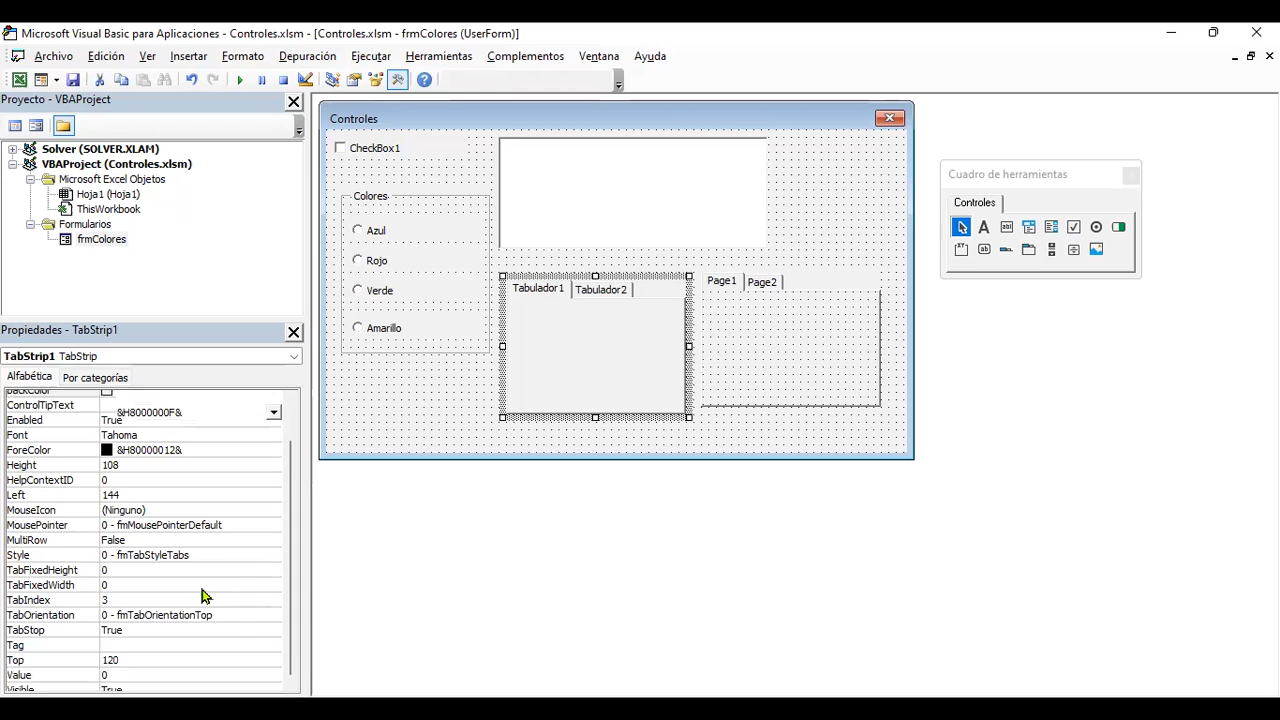 Microsoft Visual Basic para Aplicaciones - Controles.xlsm - [Controles.xlsm - frmColores (UserForm)]
Archivo Edición Ver Insertar Formato Depuración Ejecutar Herramientas Complementos Ventana Ayuda
Proyecto - VBAProject
Solver (SOLVER.XLAM)
VBAProject (Controles.xlsm)
Microsoft Excel Objetos
Hoja1 (Hoja1)
ThisWorkbook
Formularios
frmColores
Propiedades - TabStrip1
TabStrip1 TabStrip
Alfabética Por categorías
BackColor
ControlTipText
&H8000000F&
Enabled True
Font Tahoma
ForeColor &H80000012&
Height 108
HelpContextID 0
Left 144
MouseIcon (Ninguno)
MousePointer 0 - fmMousePointerDefault
MultiRow False
Style 0 - fmTabStyleTabs
TabFixedHeight 0
TabFixedWidth 0
TabIndex 3
TabOrientation 0 - fmTabOrientationTop
TabStop True
Tag
Top 120
Value 0
Visible True
Controles
CheckBox1
Colores
Azul
Rojo
Verde
Amarillo
Tabulador1 Tabulador2
Page1 Page2
Cuadro de herramientas
Controles